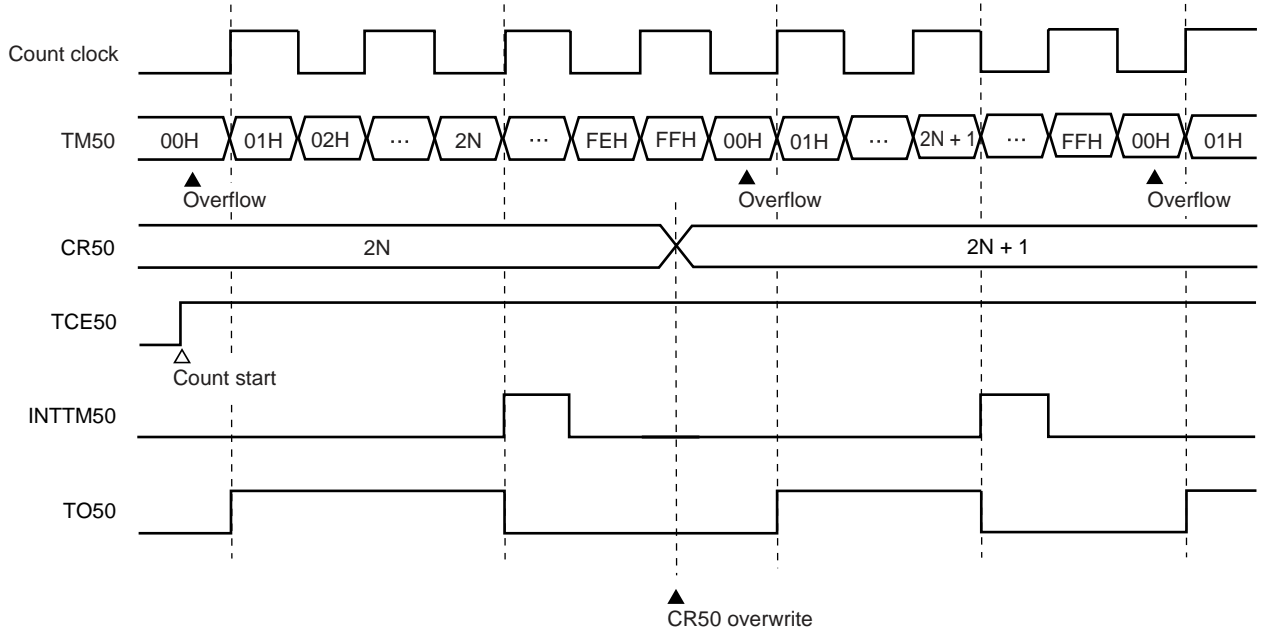 Count clock
TM50 00H 01H 02H ... 2N ... FEH FFH 00H 01H ... 2N + 1 ... FFH 00H 01H
Overflow Overflow Overflow
CR50 2N 2N + 1
TCE50
Count start
INTTM50
TO50
CR50 overwrite